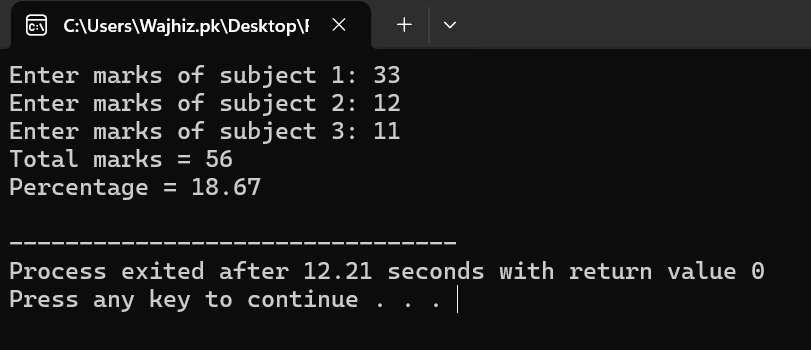 C:\Users\Wajhiz.pk\Desktop\F
Enter marks of subject 1: 33
Enter marks of subject 2: 12
Enter marks of subject 3: 11
Total marks = 56
Percentage = 18.67
--------------------------------
Process exited after 12.21 seconds with return value 0
Press any key to continue . . .